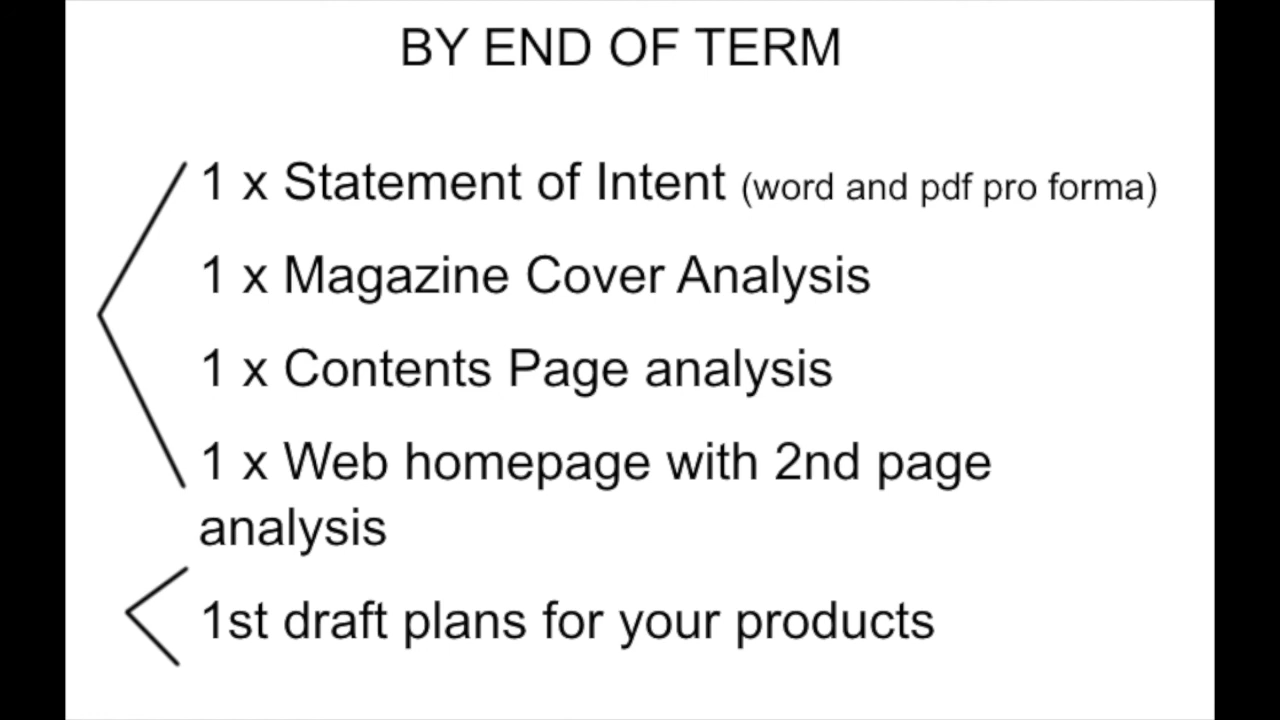 BY END OF TERM
1 x Statement of Intent (word and pdf pro forma)
1 x Magazine Cover Analysis
1 x Contents Page analysis
1 x Web homepage with 2nd page
analysis
1st draft plans for your products